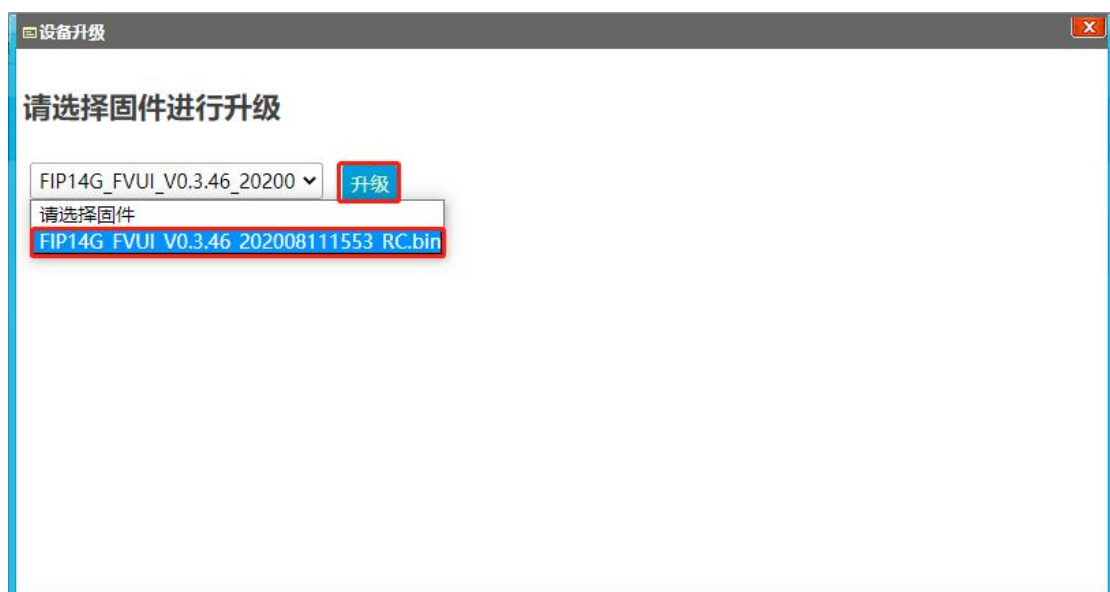 设备升级
X
请选择固件进行升级
FIP14G_FVUI_V0.3.46_20200
升级
请选择固件
FIP14G_FVUI_V0.3.46_202008111553_RC.bin